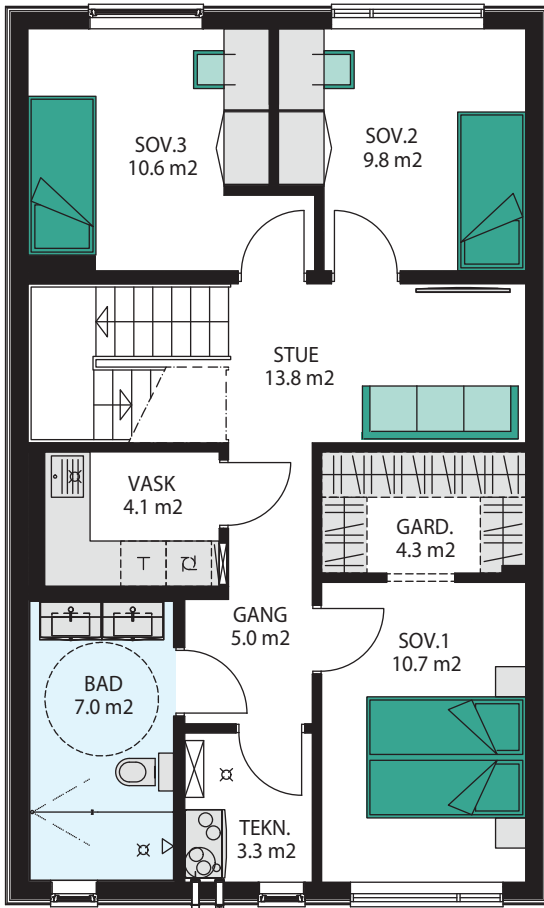 SOV.3
10.6 m2
SOV.2
9.8 m2
STUE
13.8 m2
VASK
4.1 m2
GARD.
4.3 m2
GANG
5.0 m2
SOV.1
10.7 m2
BAD
7.0 m2
TEKN.
3.3 m2